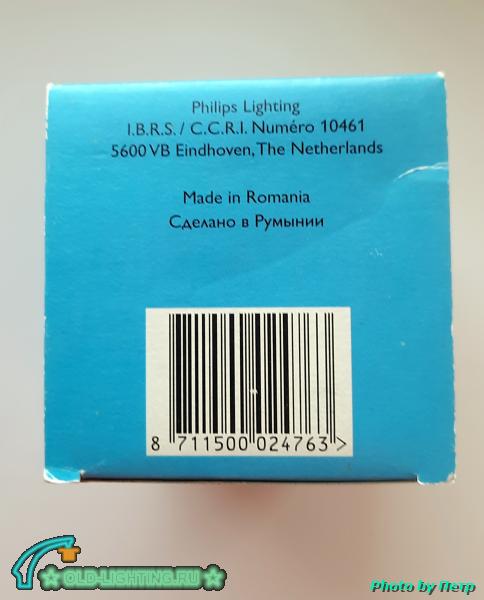 Philips Lighting
I.B.R.S. / C.C.R.I. Numéro 10461
5600 VB Eindhoven, The Netherlands
Made in Romania
Сделано в Румынии
8 711500 024763 >
OLD-LIGHTING.RU
Photo by Петр